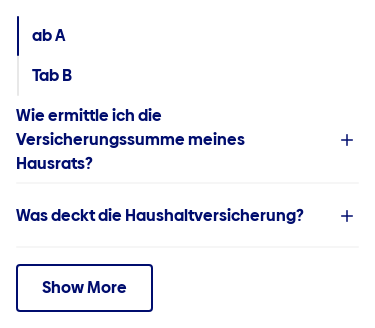 ab A
Tab B
Wie ermittle ich die
Versicherungssumme meines
Hausrats?
Was deckt die Haushaltversicherung?
Show More